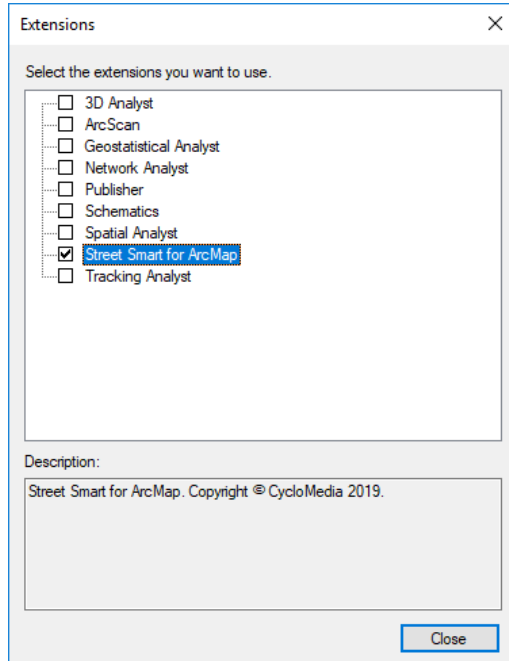 Extensions
Select the extensions you want to use.
3D Analyst
ArcScan
Geostatistical Analyst
Network Analyst
Publisher
Schematics
Spatial Analyst
Street Smart for ArcMap
Tracking Analyst
Description:
Street Smart for ArcMap. Copyright © CycloMedia 2019.
Close